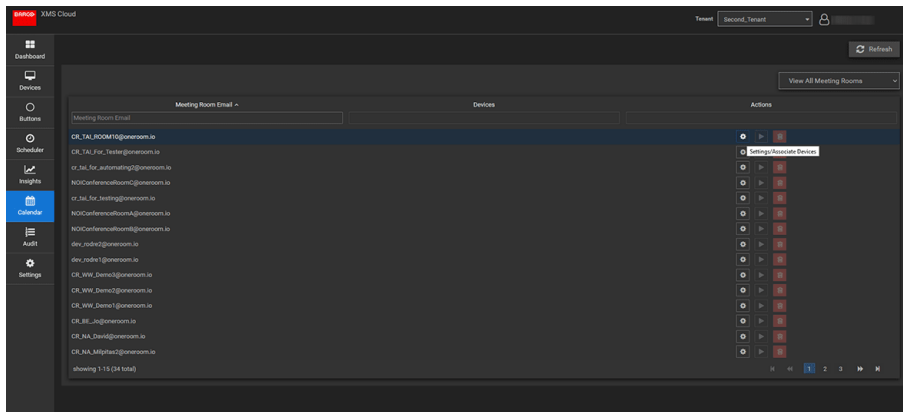 BARCO XMS Cloud
Tenant Second_Tenant
Dashboard
Devices
Buttons
Scheduler
Insights
Calendar
Audit
Settings
Refresh
View All Meeting Rooms
Meeting Room Email Devices Actions
Meeting Room Email
CR_TAI_ROOM10@oneroom.io
CR_TAI_For_Tester@oneroom.io
Settings/Associate Devices
cr_tai_for_automating2@oneroom.io
NOIConferenceRoomC@oneroom.io
cr_tai_for_testing@oneroom.io
NOIConferenceRoomA@oneroom.io
NOIConferenceRoomB@oneroom.io
dev_rodre2@oneroom.io
dev_rodre1@oneroom.io
CR_WW_Demo3@oneroom.io
CR_WW_Demo2@oneroom.io
CR_WW_Demo1@oneroom.io
CR_BE_Jo@oneroom.io
CR_NA_David@oneroom.io
CR_NA_Milpitas2@oneroom.io
showing 1-15 (34 total) 1 2 3